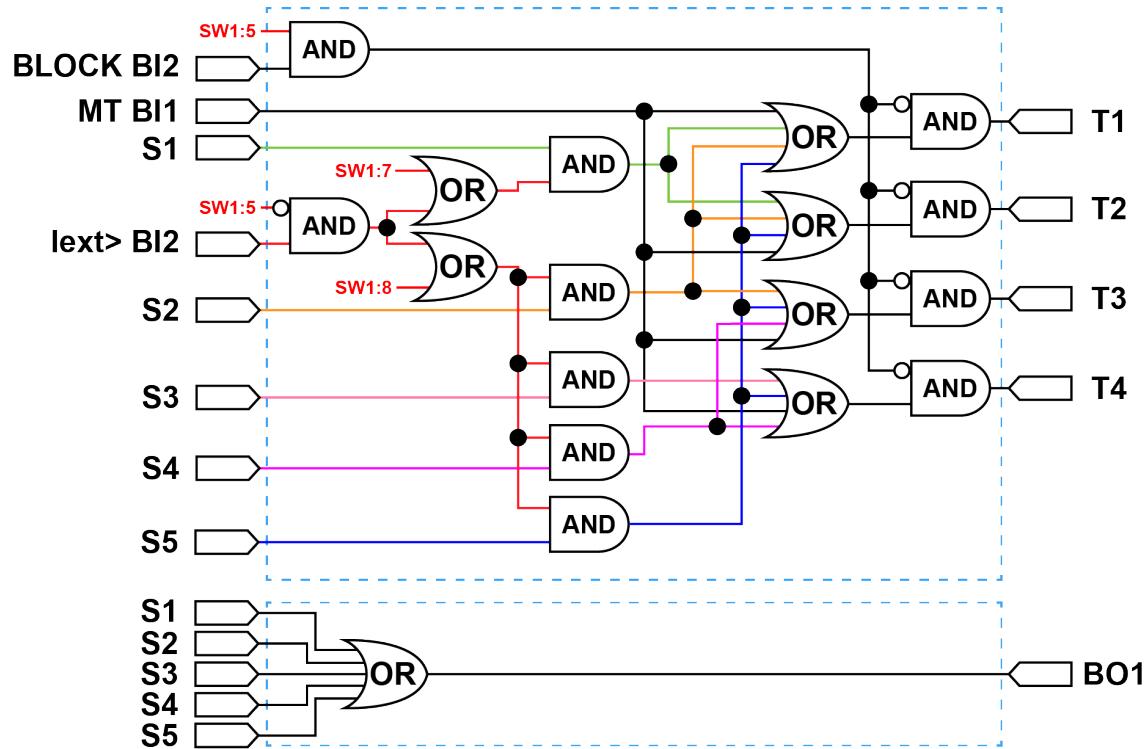 SW1:5
AND
BLOCK BI2
MT BI1
OR
AND
T1
S1
AND
SW1:7
OR
SW1:5
AND
T2
OR
AND
Iext> BI2
OR
SW1:8
AND
S2
OR
AND
T3
AND
S3
OR
AND
T4
AND
S4
AND
S5
S1
S2
S3
OR
BO1
S4
S5